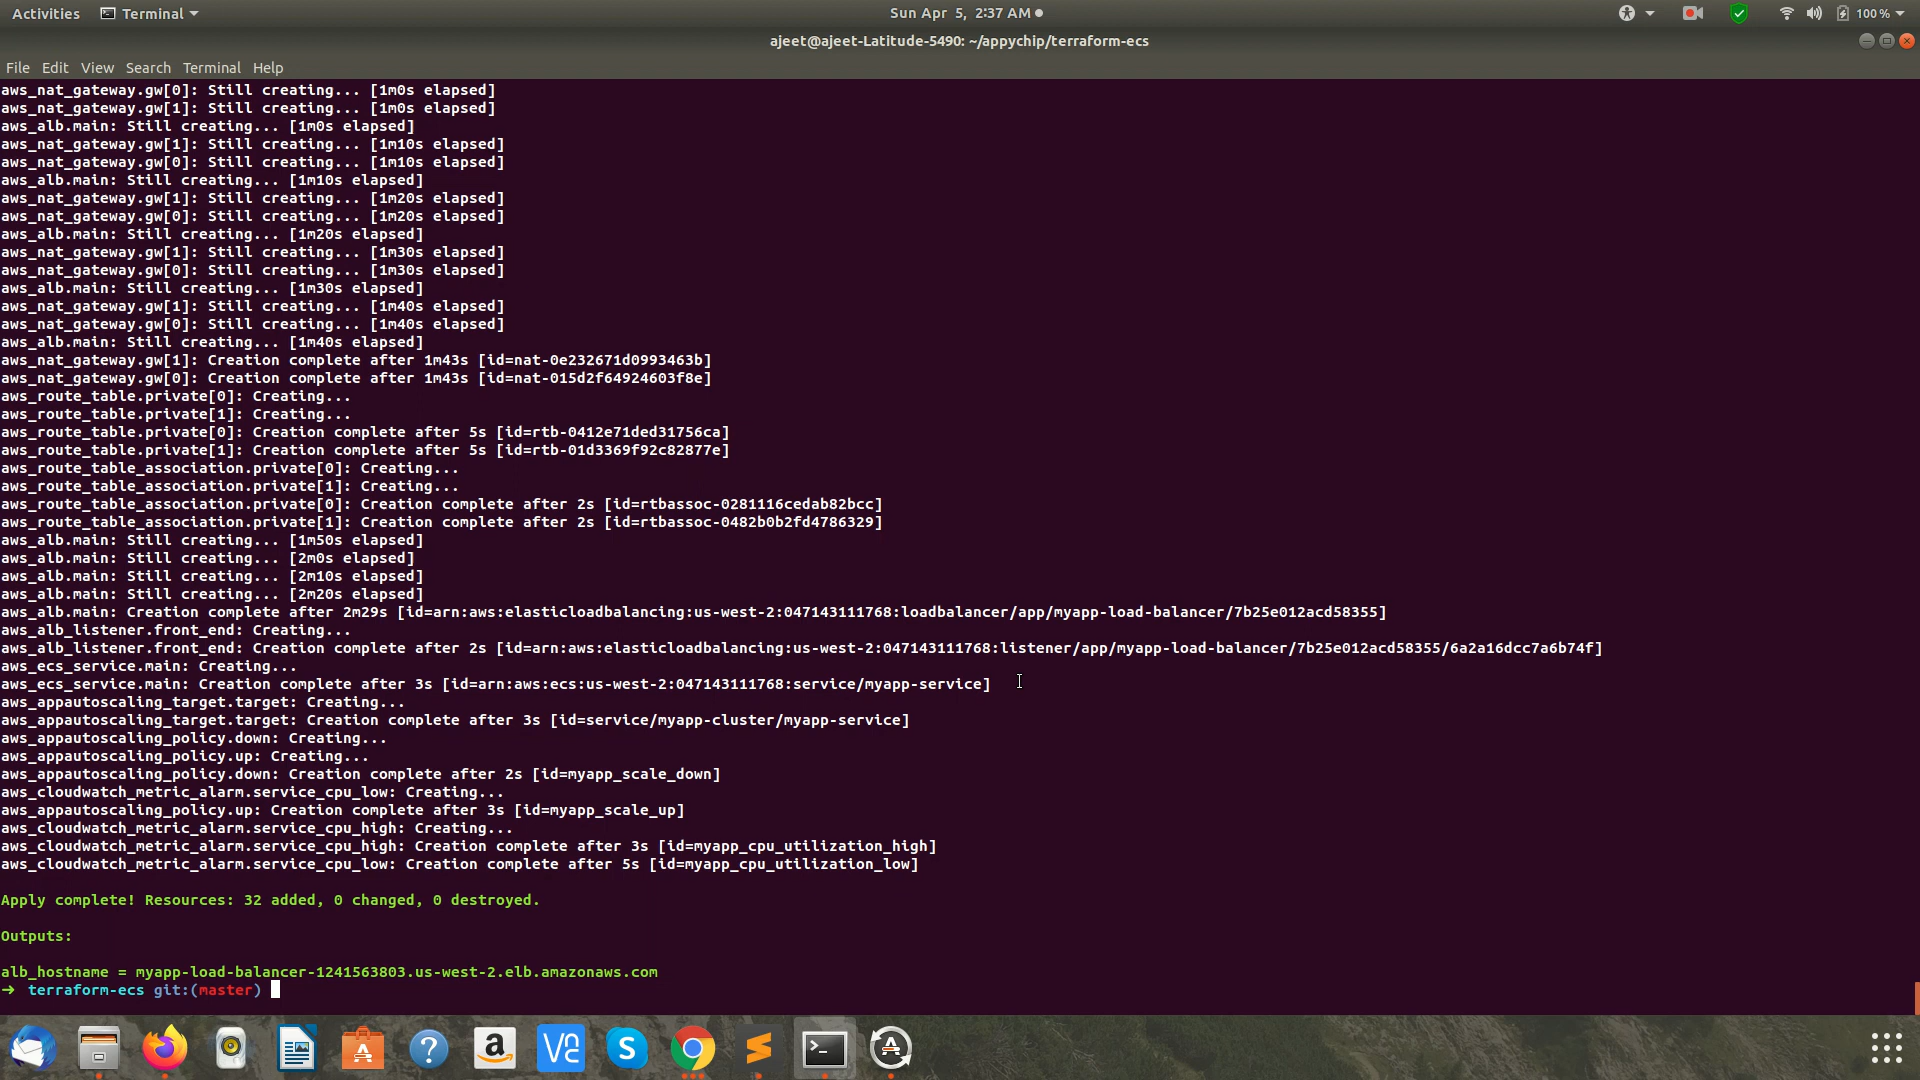 Activities Terminal Sun Apr 5, 2:37 AM 100 %
ajeet@ajeet-Latitude-5490: ~/appychip/terraform-ecs
File Edit View Search Terminal Help
aws_nat_gateway.gw[0]: Still creating... [1m0s elapsed]
aws_nat_gateway.gw[1]: Still creating... [1m0s elapsed]
aws_alb.main: Still creating... [1m0s elapsed]
aws_nat_gateway.gw[1]: Still creating... [1m10s elapsed]
aws_nat_gateway.gw[0]: Still creating... [1m10s elapsed]
aws_alb.main: Still creating... [1m10s elapsed]
aws_nat_gateway.gw[1]: Still creating... [1m20s elapsed]
aws_nat_gateway.gw[0]: Still creating... [1m20s elapsed]
aws_alb.main: Still creating... [1m20s elapsed]
aws_nat_gateway.gw[1]: Still creating... [1m30s elapsed]
aws_nat_gateway.gw[0]: Still creating... [1m30s elapsed]
aws_alb.main: Still creating... [1m30s elapsed]
aws_nat_gateway.gw[1]: Still creating... [1m40s elapsed]
aws_nat_gateway.gw[0]: Still creating... [1m40s elapsed]
aws_alb.main: Still creating... [1m40s elapsed]
aws_nat_gateway.gw[1]: Creation complete after 1m43s [id=nat-0e232671d0993463b]
aws_nat_gateway.gw[0]: Creation complete after 1m43s [id=nat-015d2f64924603f8e]
aws_route_table.private[0]: Creating...
aws_route_table.private[1]: Creating...
aws_route_table.private[0]: Creation complete after 5s [id=rtb-0412e71ded31756ca]
aws_route_table.private[1]: Creation complete after 5s [id=rtb-01d3369f92c82877e]
aws_route_table_association.private[0]: Creating...
aws_route_table_association.private[1]: Creating...
aws_route_table_association.private[0]: Creation complete after 2s [id=rtbassoc-0281116cedab82bcc]
aws_route_table_association.private[1]: Creation complete after 2s [id=rtbassoc-0482b0b2fd4786329]
aws_alb.main: Still creating... [1m50s elapsed]
aws_alb.main: Still creating... [2m0s elapsed]
aws_alb.main: Still creating... [2m10s elapsed]
aws_alb.main: Still creating... [2m20s elapsed]
aws_alb.main: Creation complete after 2m29s [id=arn:aws:elasticloadbalancing:us-west-2:047143111768:loadbalancer/app/myapp-load-balancer/7b25e012acd58355]
aws_alb_listener.front_end: Creating...
aws_alb_listener.front_end: Creation complete after 2s [id=arn:aws:elasticloadbalancing:us-west-2:047143111768:listener/app/myapp-load-balancer/7b25e012acd58355/6a2a16dcc7a6b74f]
aws_ecs_service.main: Creating...
aws_ecs_service.main: Creation complete after 3s [id=arn:aws:ecs:us-west-2:047143111768:service/myapp-service]
aws_appautoscaling_target.target: Creating...
aws_appautoscaling_target.target: Creation complete after 3s [id=service/myapp-cluster/myapp-service]
aws_appautoscaling_policy.down: Creating...
aws_appautoscaling_policy.up: Creating...
aws_appautoscaling_policy.down: Creation complete after 2s [id=myapp_scale_down]
aws_cloudwatch_metric_alarm.service_cpu_low: Creating...
aws_appautoscaling_policy.up: Creation complete after 3s [id=myapp_scale_up]
aws_cloudwatch_metric_alarm.service_cpu_high: Creating...
aws_cloudwatch_metric_alarm.service_cpu_high: Creation complete after 3s [id=myapp_cpu_utilization_high]
aws_cloudwatch_metric_alarm.service_cpu_low: Creation complete after 5s [id=myapp_cpu_utilization_low]
Apply complete! Resources: 32 added, 0 changed, 0 destroyed.
Outputs:
alb_hostname = myapp-load-balancer-1241563803.us-west-2.elb.amazonaws.com
➜ terraform-ecs git:(master)